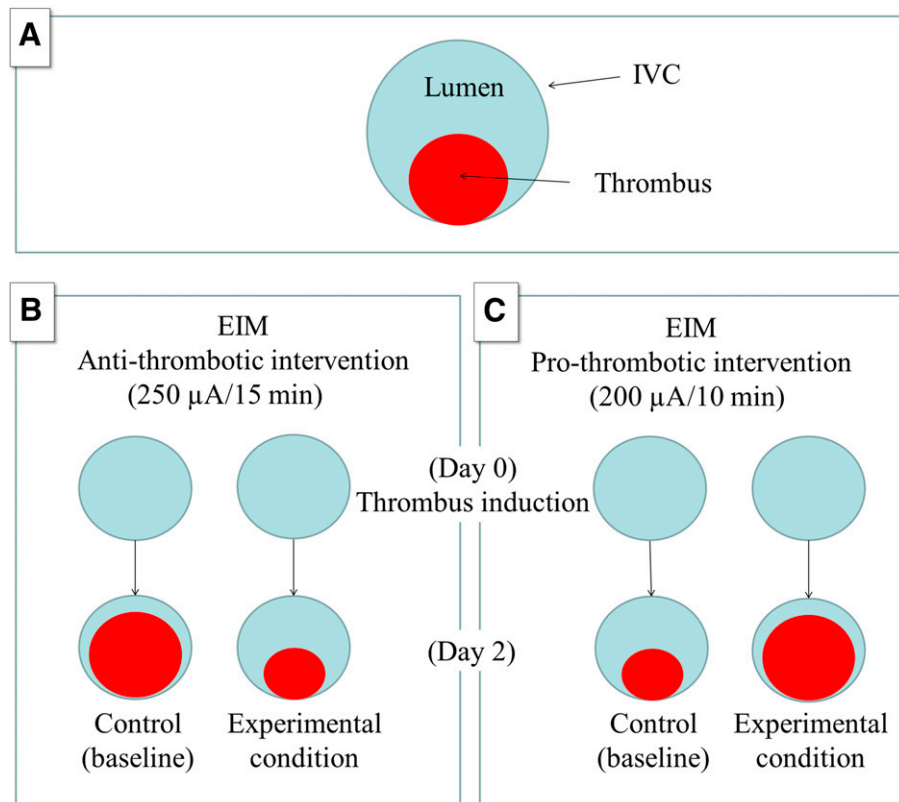 A
Lumen
IVC
Thrombus
B
EIM
Anti-thrombotic intervention
(250 µA/15 min)
C
EIM
Pro-thrombotic intervention
(200 µA/10 min)
(Day 0)
Thrombus induction
(Day 2)
Control
(baseline)
Experimental
condition
Control
(baseline)
Experimental
condition